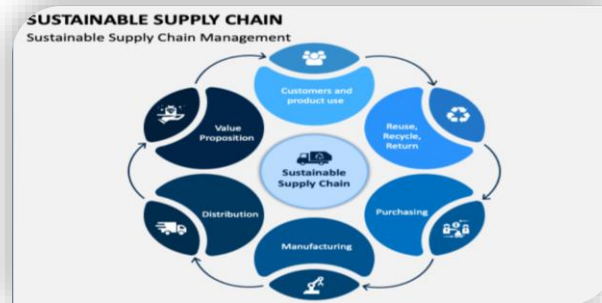 SUSTAINABLE SUPPLY CHAIN
Sustainable Supply Chain Management
Customers and
product use
Value
Proposition
Reuse,
Recycle,
Return
Sustainable
Supply Chain
Distribution
Purchasing
Manufacturing